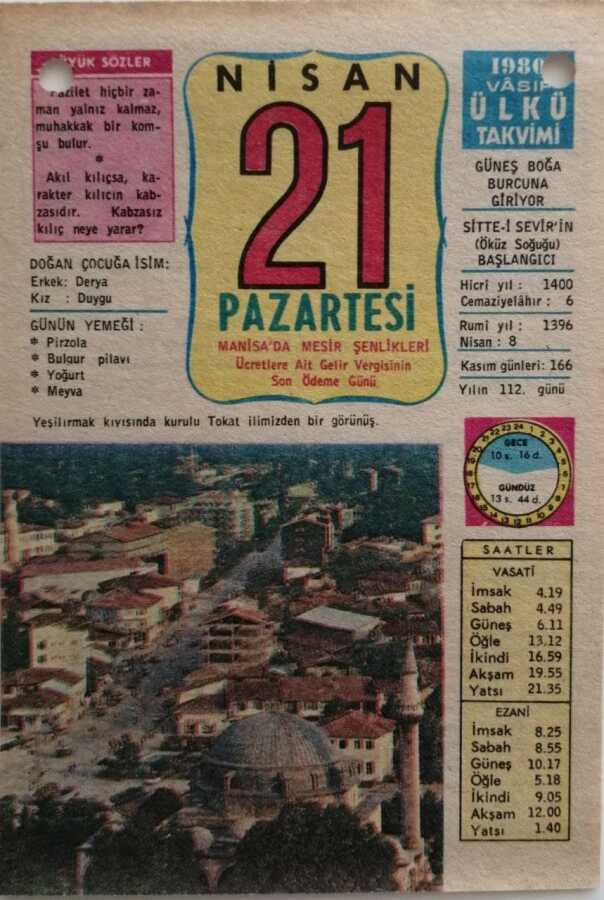 BÜYÜK SÖZLER
Fazilet hiçbir za-
man yalnız kalmaz,
muhakkak bir kom-
şu bulur.
*
Akıl kılıçsa, ka-
rakter kılıcın kab-
zasıdır. Kabzasız
kılıç neye yarar?
DOĞAN ÇOCUĞA İSİM:
Erkek: Derya
Kız : Duygu
GÜNÜN YEMEĞİ :
* Pirzola
* Bulgur pilavı
* Yoğurt
* Meyva
NİSAN
21
PAZARTESİ
MANİSA'DA MESİR ŞENLİKLERİ
Ücretlere Ait Gelir Vergisinin
Son Ödeme Günü
1980
VÂSIF
ÜLKÜ
TAKVİMİ
GÜNEŞ BOĞA
BURCUNA
GİRİYOR
SİTTE-İ SEVİR'İN
(Öküz Soğuğu)
BAŞLANGICI
Hicrî yıl : 1400
Cemaziyelâhır : 6
Rumî yıl : 1396
Nisan : 8
Kasım günleri: 166
Yılın 112. günü
Yeşilırmak kıyısında kurulu Tokat ilimizden bir görünüş.
GECE
10 s. 16 d.
GÜNDÜZ
13 s. 44 d.
SAATLER
VASATİ
İmsak 4.19
Sabah 4.49
Güneş 6.11
Öğle 13.12
İkindi 16.59
Akşam 19.55
Yatsı 21.35
EZANİ
İmsak 8.25
Sabah 8.55
Güneş 10.17
Öğle 5.18
İkindi 9.05
Akşam 12.00
Yatsı 1.40